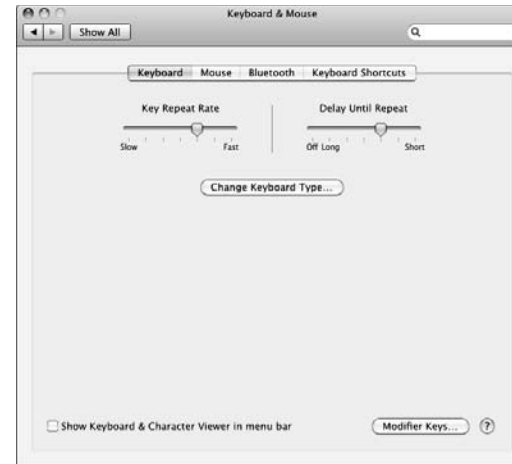 Keyboard & Mouse
Show All
Keyboard Mouse Bluetooth Keyboard Shortcuts
Key Repeat Rate Delay Until Repeat
Slow Fast Off Long Short
Change Keyboard Type...
Show Keyboard & Character Viewer in menu bar Modifier Keys... ?